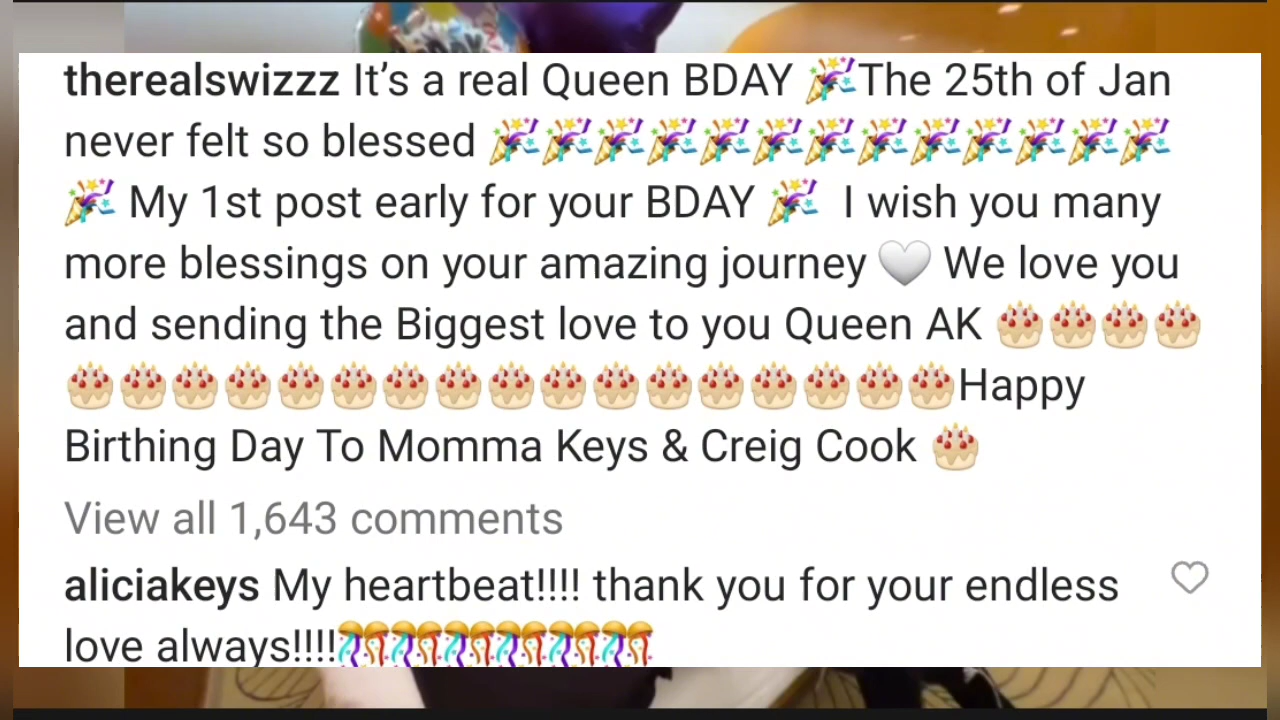 therealswizzz It’s a real Queen BDAY 🎉The 25th of Jan
never felt so blessed 🎉🎉🎉🎉🎉🎉🎉🎉🎉🎉🎉🎉🎉
🎉 My 1st post early for your BDAY 🎉 I wish you many
more blessings on your amazing journey 🤍 We love you
and sending the Biggest love to you Queen AK 🎂🎂🎂🎂
🎂🎂🎂🎂🎂🎂🎂🎂🎂🎂🎂🎂🎂🎂🎂🎂🎂Happy
Birthing Day To Momma Keys & Creig Cook 🎂
View all 1,643 comments
aliciakeys My heartbeat!!!! thank you for your endless
love always!!!!🎊🎊🎊🎊🎊🎊